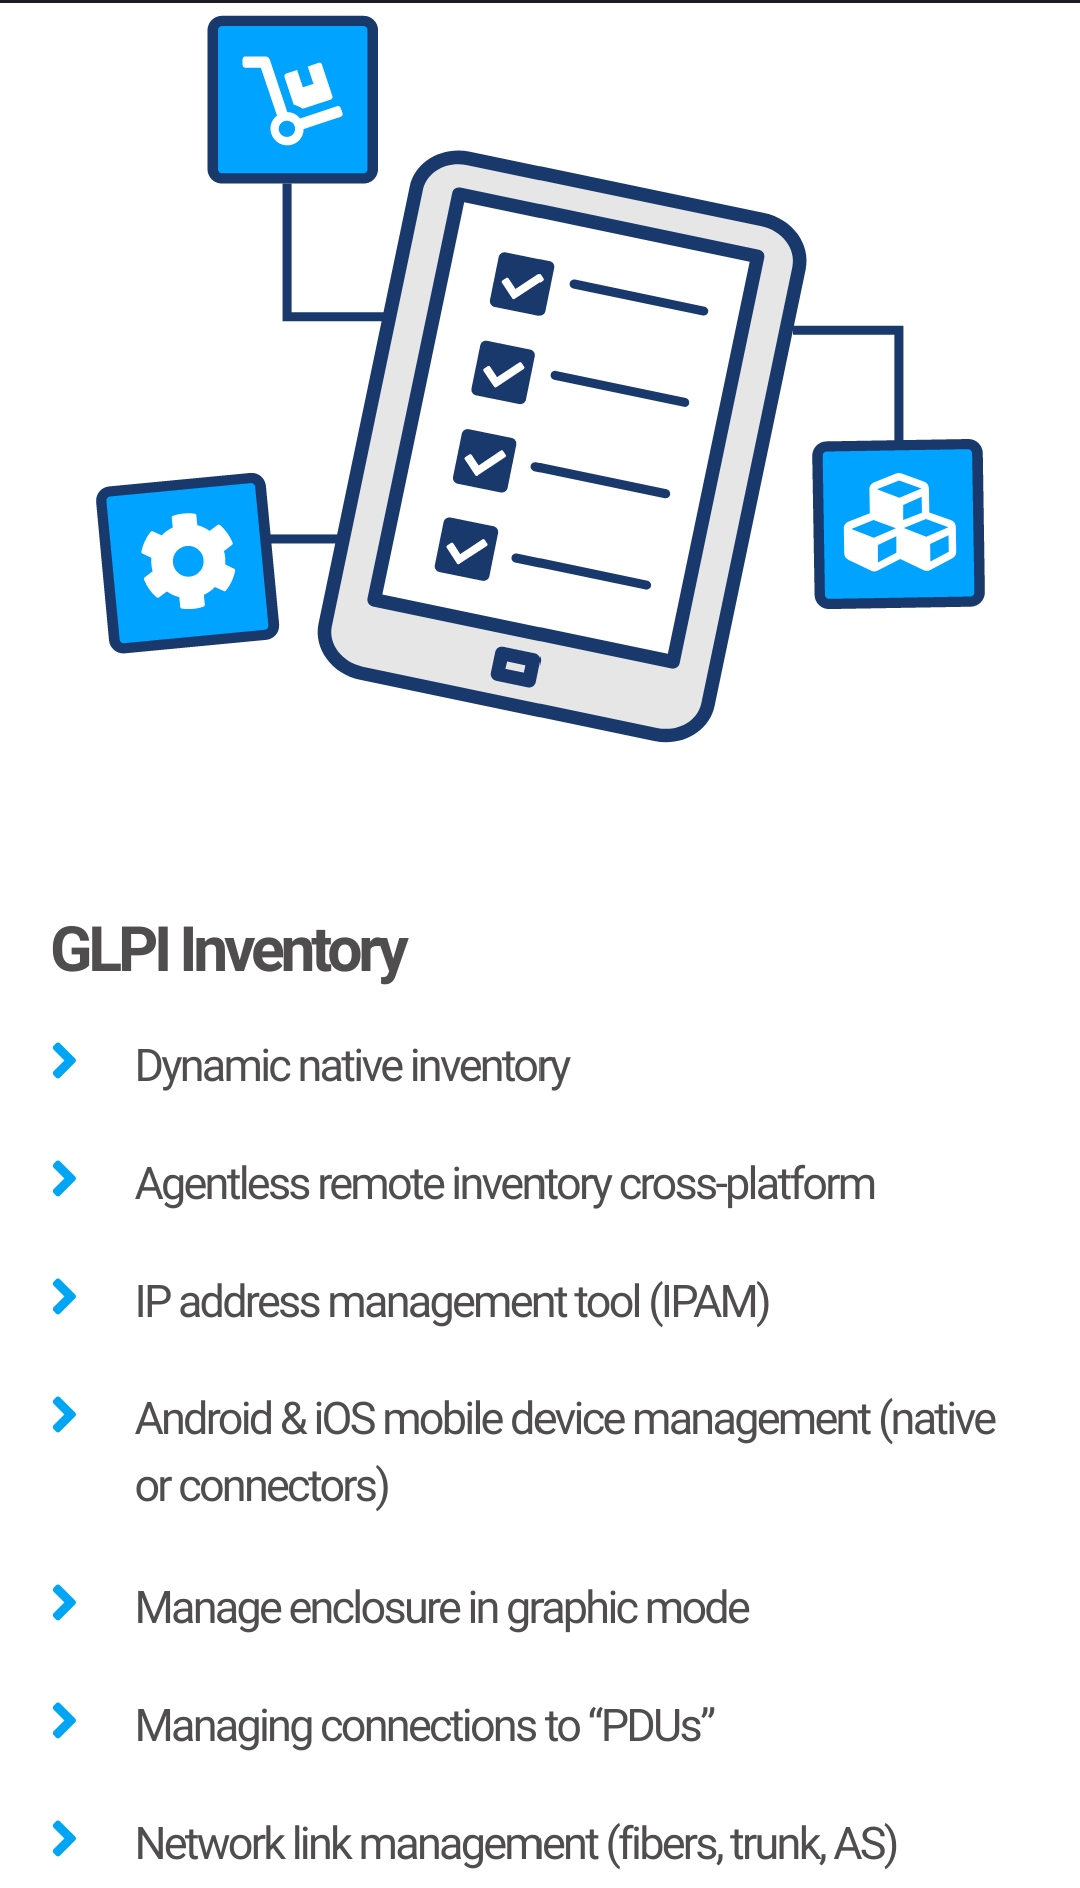 GLPI Inventory
Dynamic native inventory
Agentless remote inventory cross-platform
IP address management tool (IPAM)
Android & iOS mobile device management (native
or connectors)
Manage enclosure in graphic mode
Managing connections to “PDUs”
Network link management (fibers, trunk, AS)